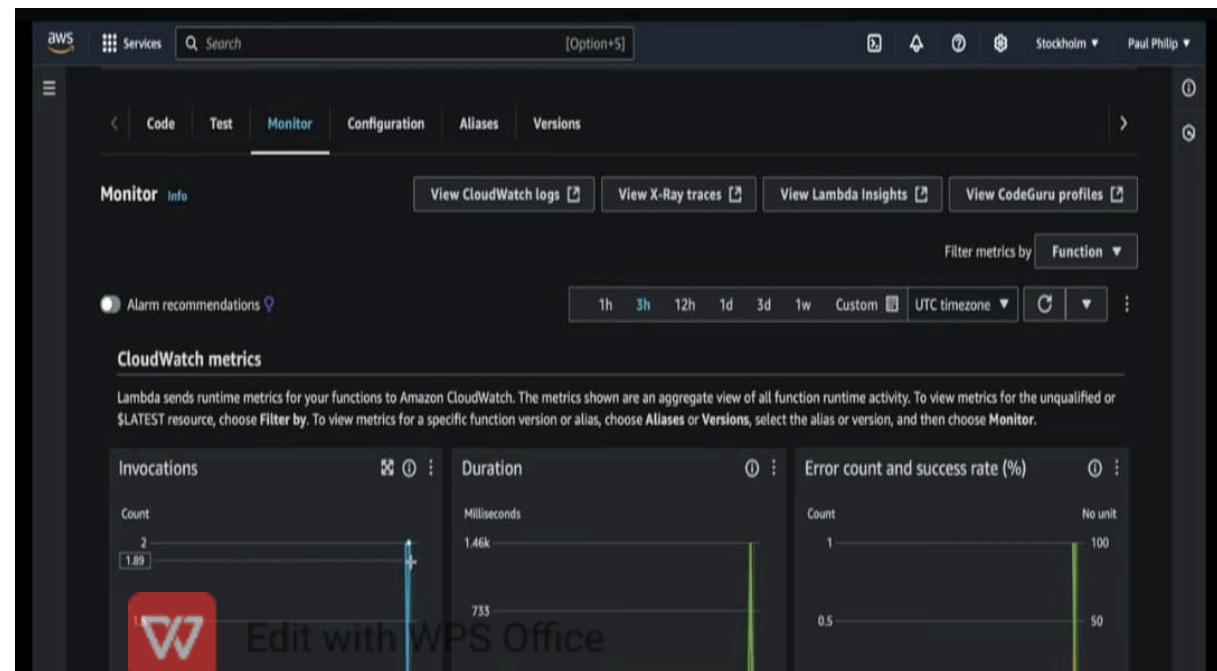 aws Services Search [Option+S] Stockholm Paul Philip
Code Test Monitor Configuration Aliases Versions
Monitor Info View CloudWatch logs View X-Ray traces View Lambda Insights View CodeGuru profiles
Filter metrics by Function
Alarm recommendations 1h 3h 12h 1d 3d 1w Custom UTC timezone
CloudWatch metrics
Lambda sends runtime metrics for your functions to Amazon CloudWatch. The metrics shown are an aggregate view of all function runtime activity. To view metrics for the unqualified or
$LATEST resource, choose Filter by. To view metrics for a specific function version or alias, choose Aliases or Versions, select the alias or version, and then choose Monitor.
Invocations Duration Error count and success rate (%)
Count Milliseconds Count No unit
2 1.46k 1 100
1.89
1.5 733 0.5 50
Edit with WPS Office